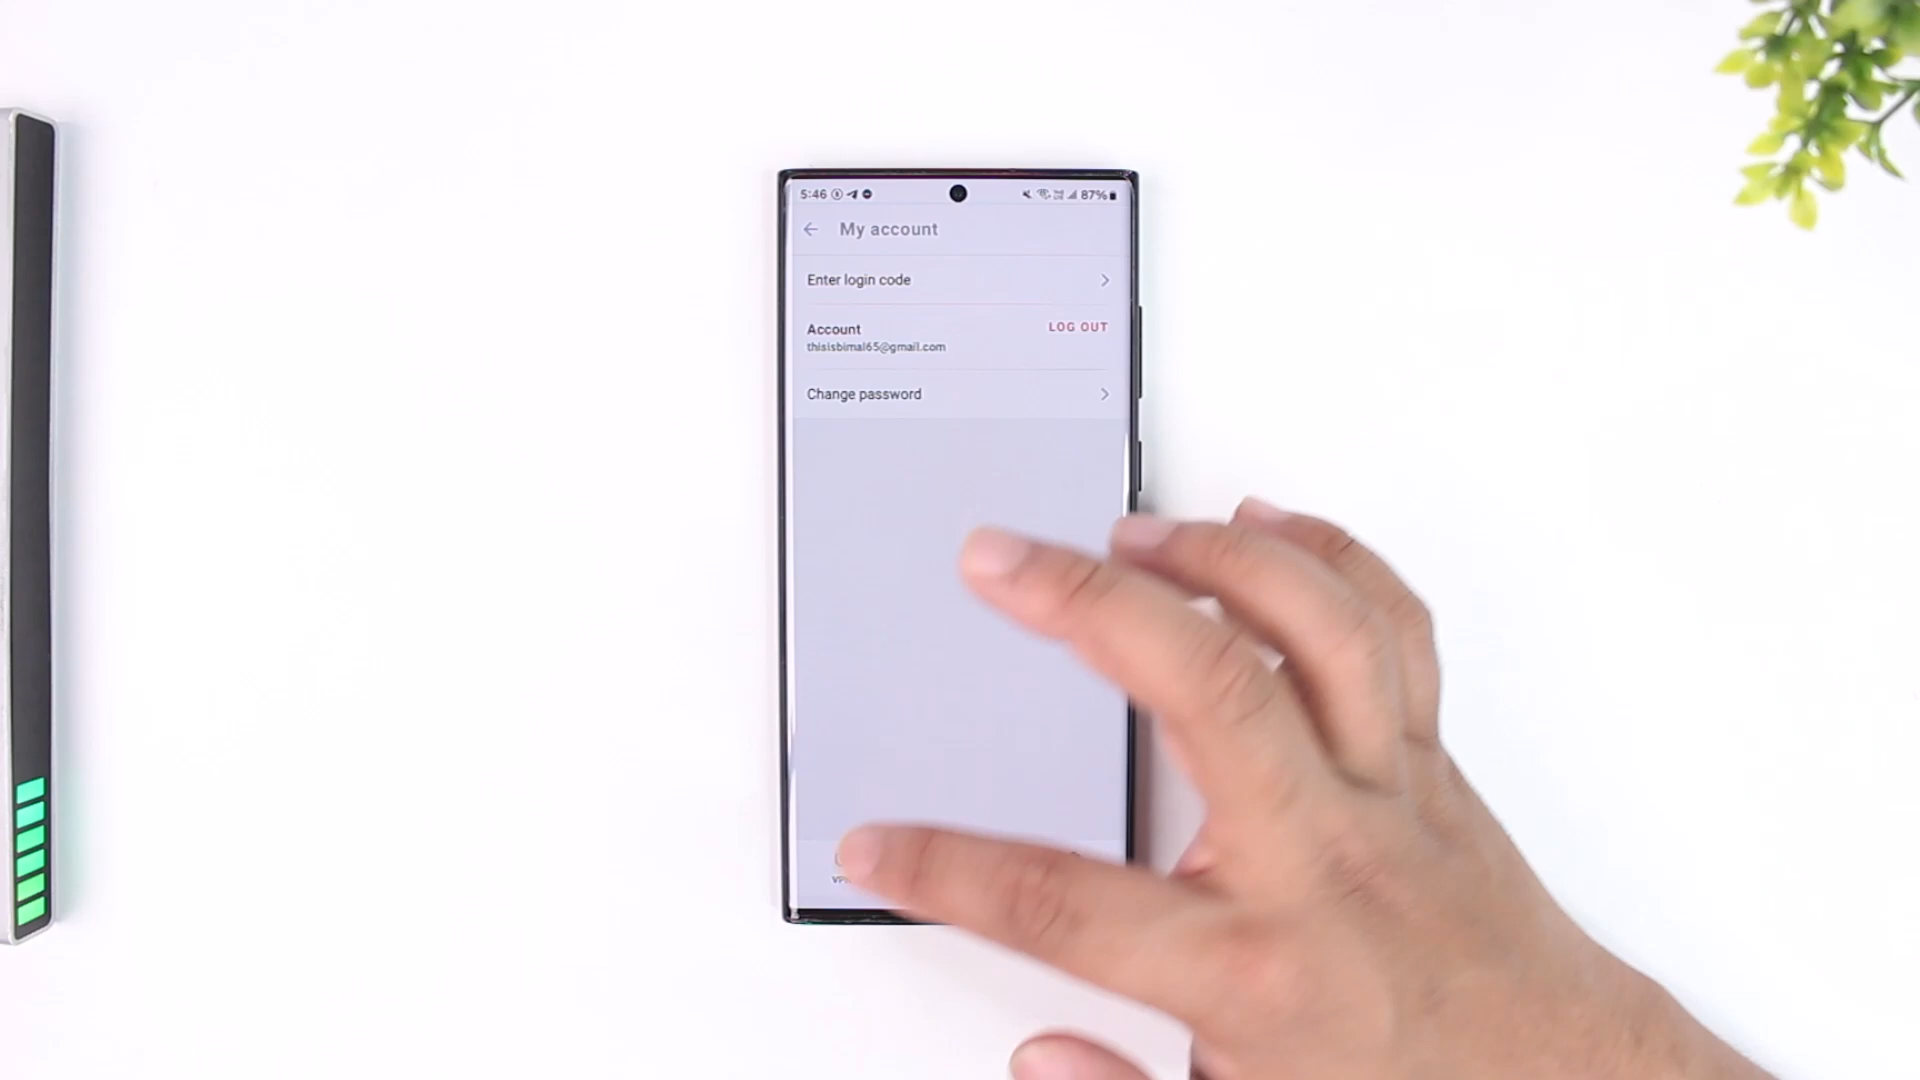 5:46 87%
My account
Enter login code
Account LOG OUT
thisisbimal65@gmail.com
Change password